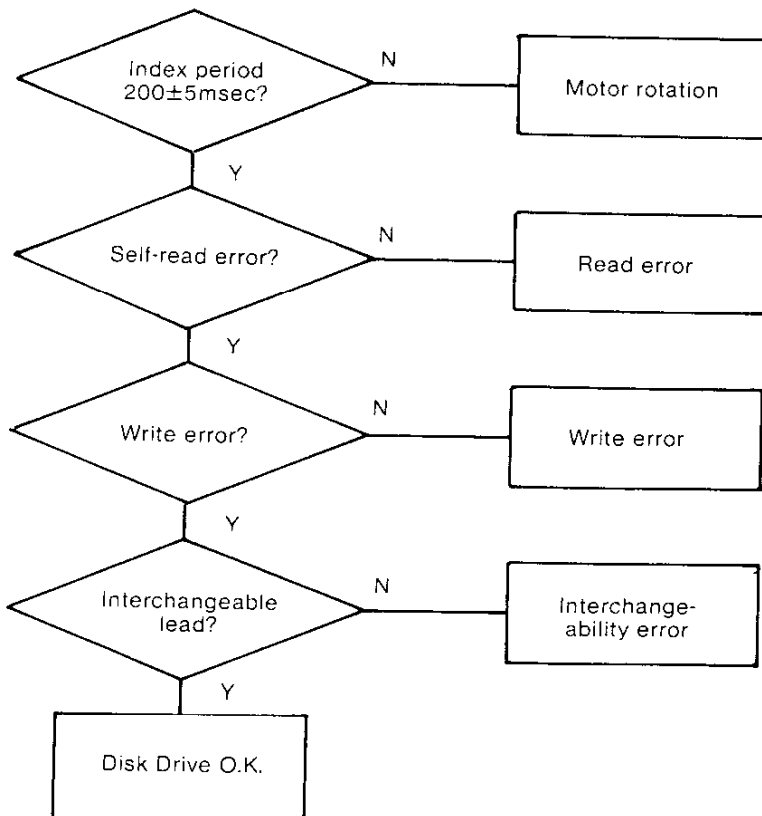 Index period
200±5msec?
N
Motor rotation
Y
Self-read error?
N
Read error
Y
Write error?
N
Write error
Y
Interchangeable
lead?
N
Interchange-
ability error
Y
Disk Drive O.K.